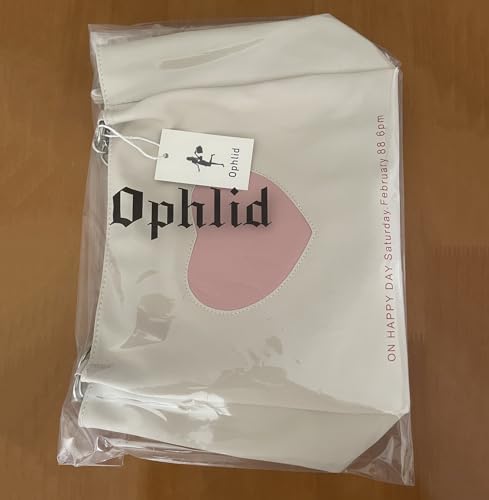 Ophlid
Ophlid
ON HAPPY DAY Saturday February 88 6pm